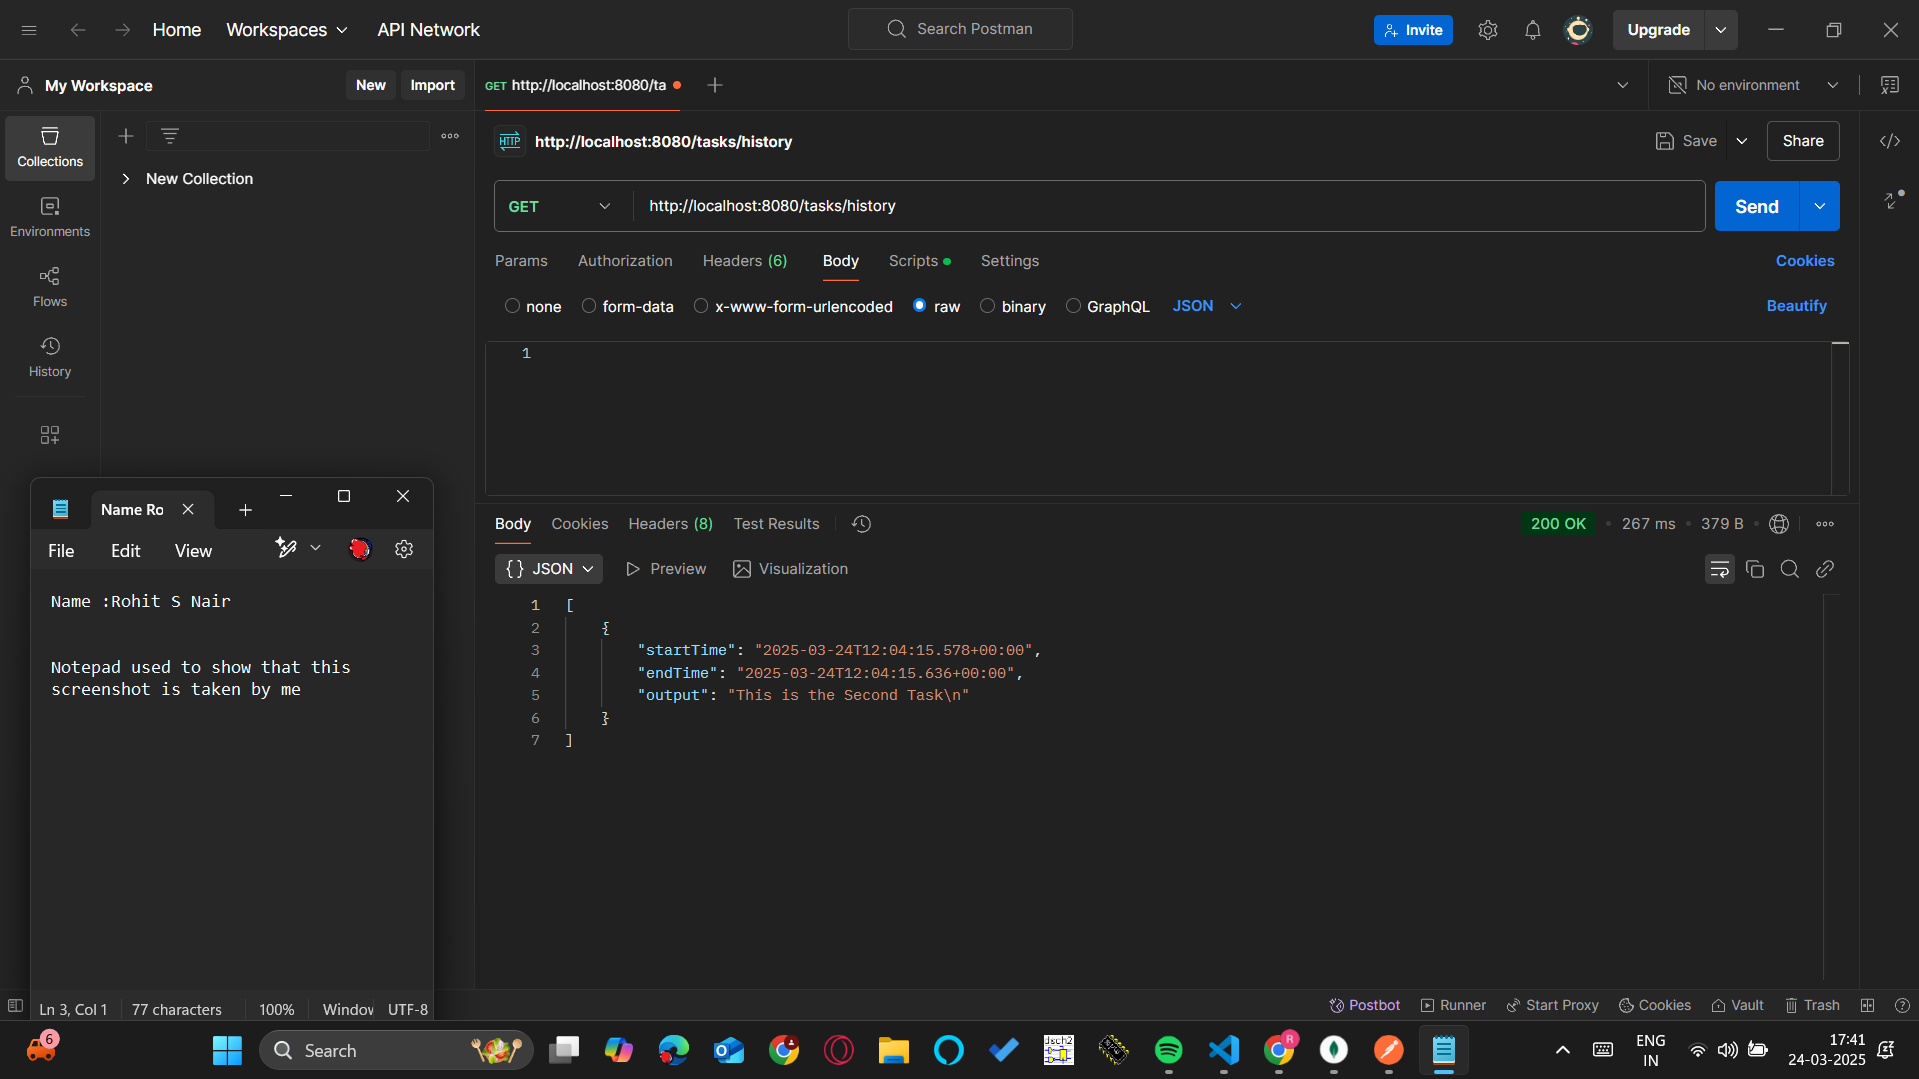 Home Workspaces API Network Search Postman Invite Upgrade
My Workspace New Import GET http://localhost:8080/ta No environment
Collections
New Collection
Environments
Flows
History
HTTP http://localhost:8080/tasks/history Save Share
GET http://localhost:8080/tasks/history Send
Params Authorization Headers (6) Body Scripts Settings Cookies
none form-data x-www-form-urlencoded raw binary GraphQL JSON Beautify
1
Body Cookies Headers (8) Test Results 200 OK 267 ms 379 B
{} JSON Preview Visualization
1 [
2 {
3 "startTime": "2025-03-24T12:04:15.578+00:00",
4 "endTime": "2025-03-24T12:04:15.636+00:00",
5 "output": "This is the Second Task\n"
6 }
7 ]
Name Ro
File Edit View
Name :Rohit S Nair
Notepad used to show that this
screenshot is taken by me
Ln 3, Col 1 77 characters 100% Window UTF-8
Postbot Runner Start Proxy Cookies Vault Trash
6 Search dsch2 R ENG
IN
17:41
24-03-2025